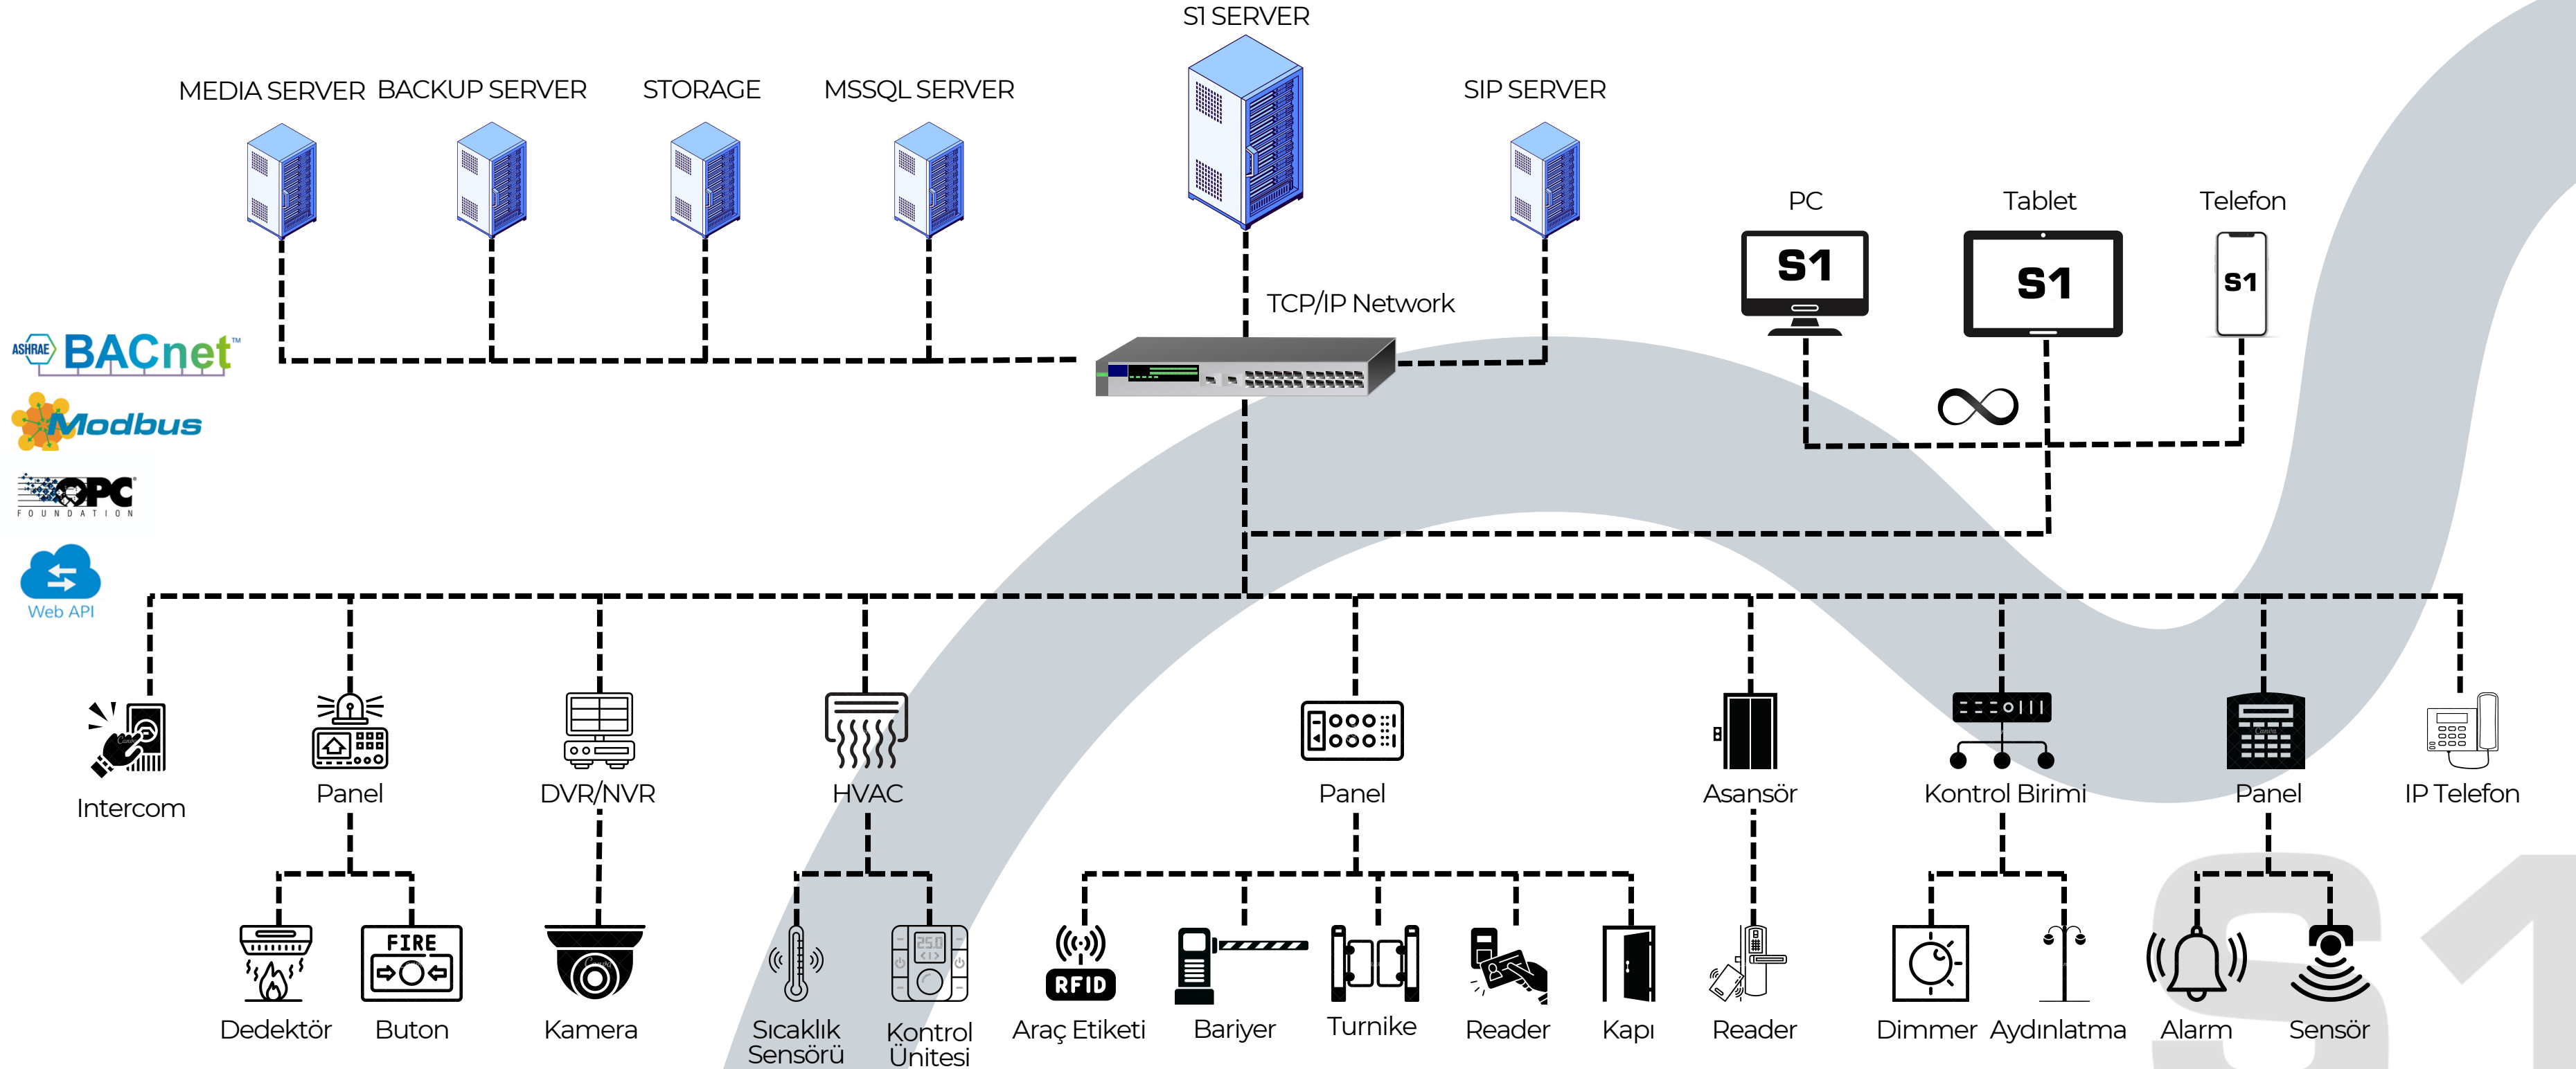 S1 SERVER
MEDIA SERVER
BACKUP SERVER
STORAGE
MSSQL SERVER
SIP SERVER
PC
Tablet
Telefon
S1
S1
S1
TCP/IP Network
ASHRAE BACnet™
Modbus
OPC
FOUNDATION
Web API
Intercom
Panel
DVR/NVR
HVAC
Panel
Asansör
Kontrol Birimi
Panel
IP Telefon
FIRE
25.0
RFID
Dedektör
Buton
Kamera
Sıcaklık
Sensörü
Kontrol
Ünitesi
Araç Etiketi
Bariyer
Turnike
Reader
Kapı
Reader
Dimmer
Aydınlatma
Alarm
Sensör
S1